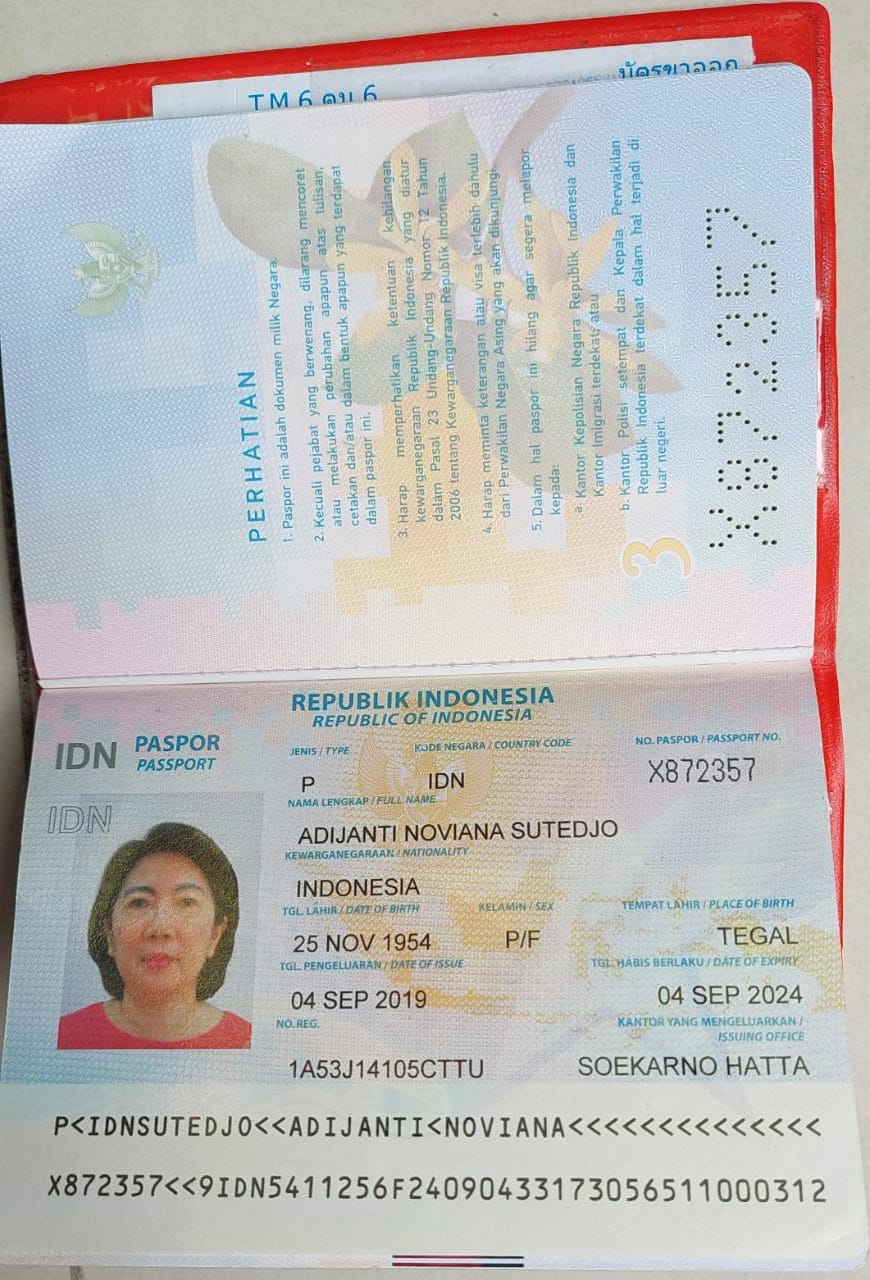 TM 6 ตม 6
บัตรขาออก
PERHATIAN
1. Paspor ini adalah dokumen milik Negara.
2. Kecuali pejabat yang berwenang, dilarang mencoret
atau melakukan perubahan apapun atas tulisan,
cetakan dan/atau dalam bentuk apapun yang terdapat
dalam paspor ini.
3. Harap memperhatikan ketentuan kehilangan
kewarganegaraan Republik Indonesia yang diatur
dalam Pasal 23 Undang-Undang Nomor 12 Tahun
2006 tentang Kewarganegaraan Republik Indonesia.
4. Harap meminta keterangan atau visa terlebih dahulu
dari Perwakilan Negara Asing yang akan dikunjungi.
5. Dalam hal paspor ini hilang agar segera melapor
kepada:
a. Kantor Kepolisian Negara Republik Indonesia dan
Kantor Imigrasi terdekat; atau
b. Kantor Polisi setempat dan Kepala Perwakilan
Republik Indonesia terdekat dalam hal terjadi di
luar negeri.
3
X872357
REPUBLIK INDONESIA
REPUBLIC OF INDONESIA
IDN PASPOR
PASSPORT
JENIS / TYPE KODE NEGARA / COUNTRY CODE NO. PASPOR / PASSPORT NO.
P IDN X872357
IDN
NAMA LENGKAP / FULL NAME
ADIJANTI NOVIANA SUTEDJO
KEWARGANEGARAAN / NATIONALITY
INDONESIA
TGL. LAHIR / DATE OF BIRTH KELAMIN / SEX TEMPAT LAHIR / PLACE OF BIRTH
25 NOV 1954 P/F TEGAL
TGL. PENGELUARAN / DATE OF ISSUE TGL. HABIS BERLAKU / DATE OF EXPIRY
04 SEP 2019 04 SEP 2024
NO.REG. KANTOR YANG MENGELUARKAN /
ISSUING OFFICE
1A53J14105CTTU SOEKARNO HATTA
P<IDNSUTEDJO<<ADIJANTI<NOVIANA<<<<<<<<<<<<<<
X872357<<9IDN5411256F24090433173056511000312